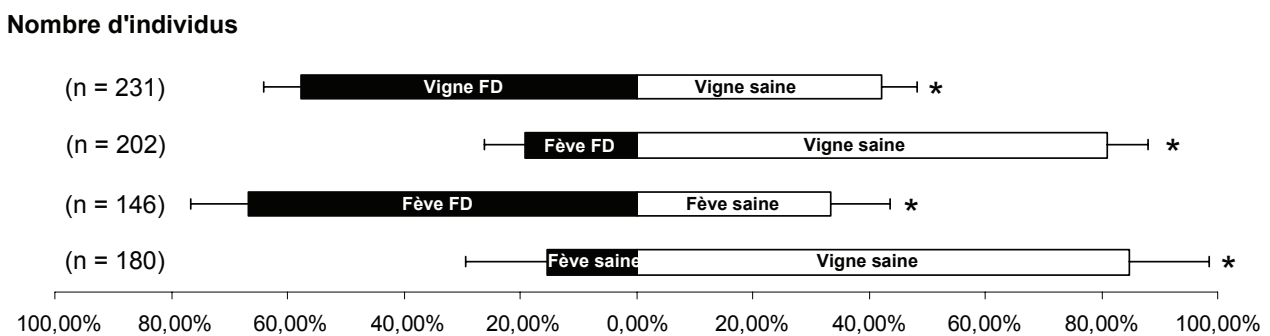 Nombre d'individus
(n = 231) Vigne FD Vigne saine *
(n = 202) Fève FD Vigne saine *
(n = 146) Fève FD Fève saine *
(n = 180) Fève saine Vigne saine *
100,00% 80,00% 60,00% 40,00% 20,00% 0,00% 20,00% 40,00% 60,00% 80,00% 100,00%